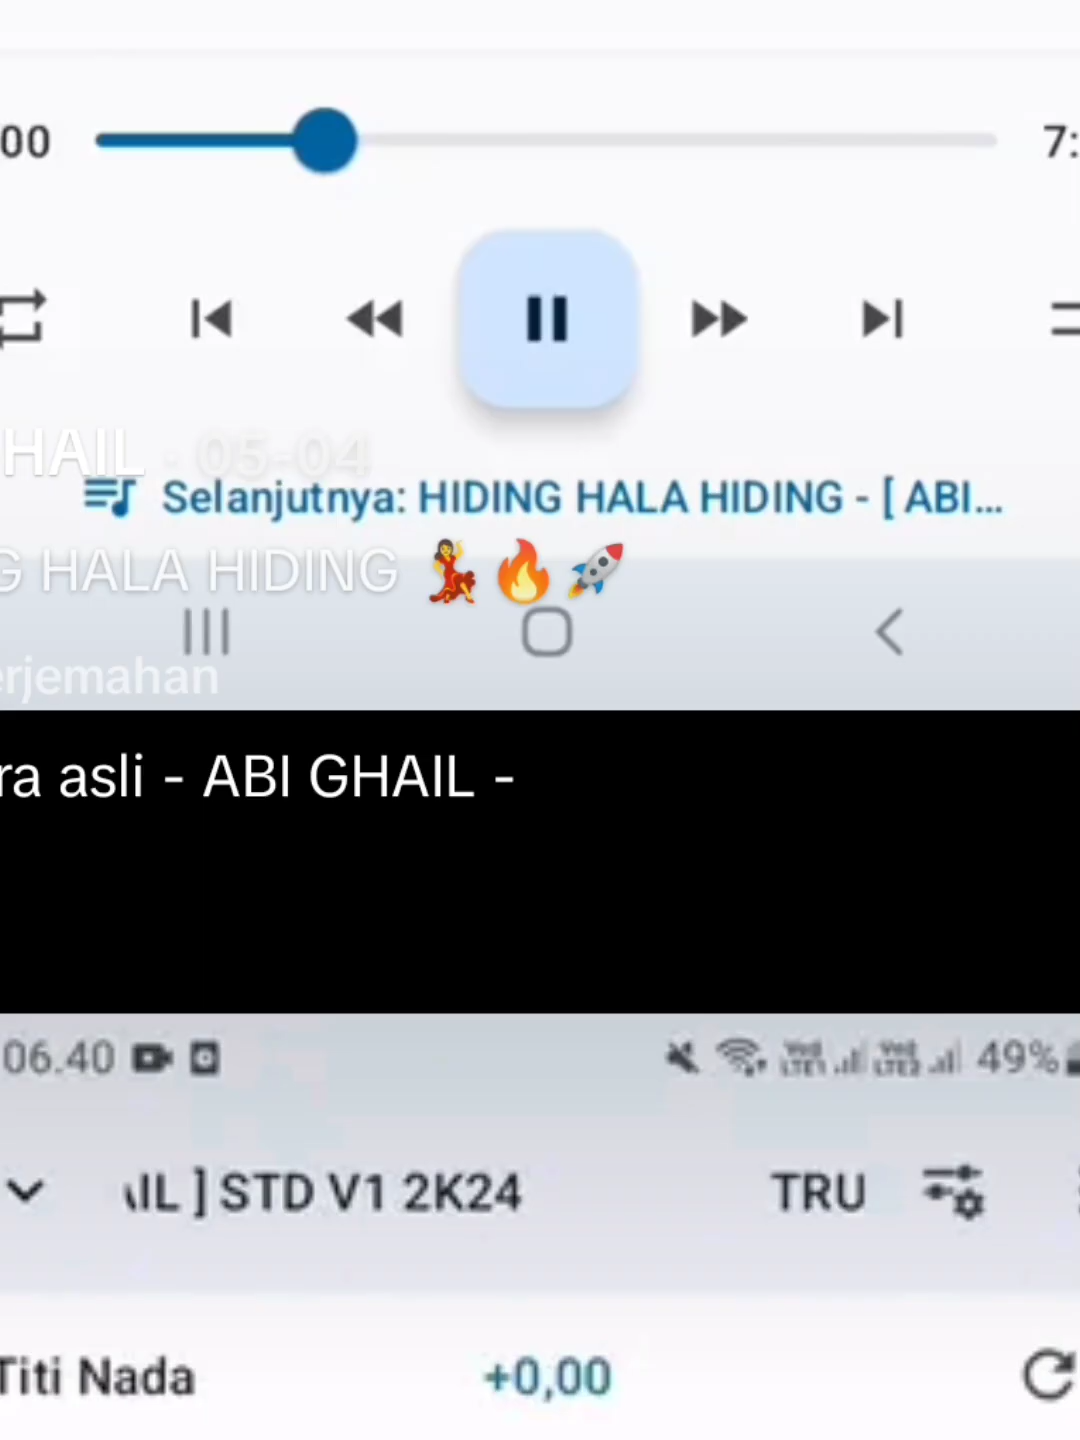 00 7:
HAIL · 05-04
Selanjutnya: HIDING HALA HIDING - [ ABI...
G HALA HIDING 💃🔥🚀
erjemahan
ra asli - ABI GHAIL -
06.40 49%
IL ] STD V1 2K24 TRU
Titi Nada +0,00